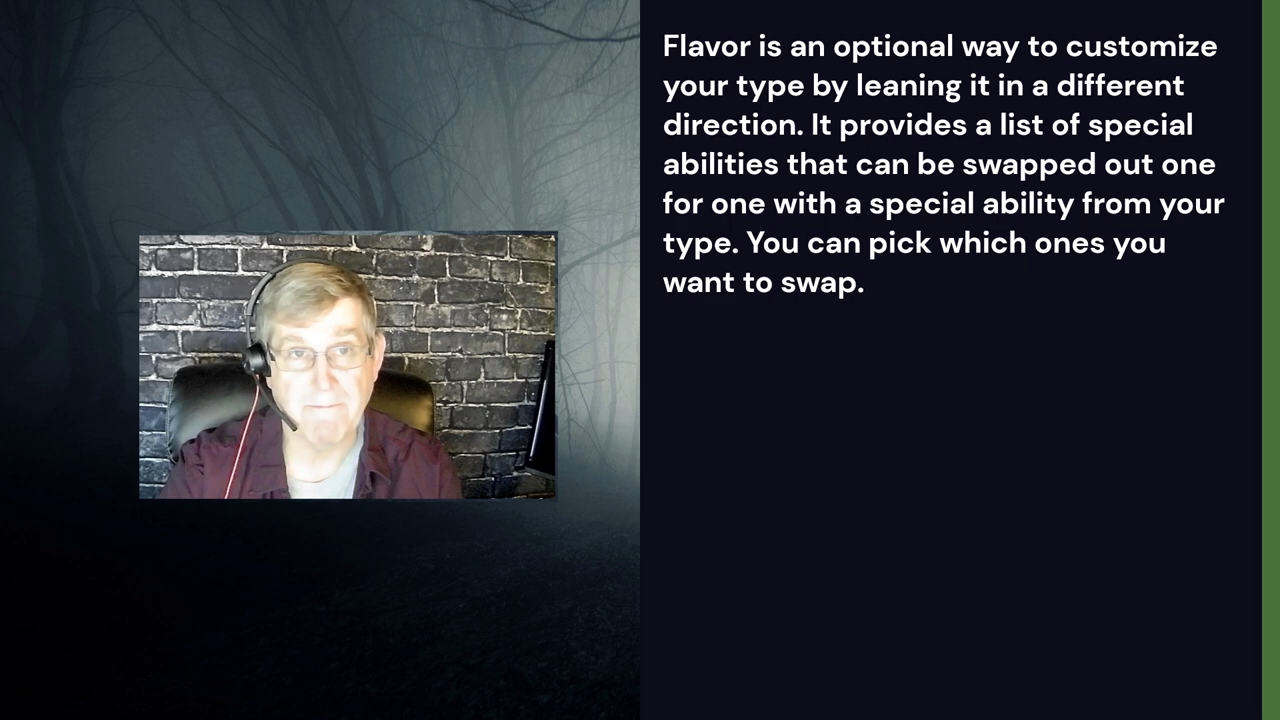 Flavor is an optional way to customize
your type by leaning it in a different
direction. It provides a list of special
abilities that can be swapped out one
for one with a special ability from your
type. You can pick which ones you
want to swap.